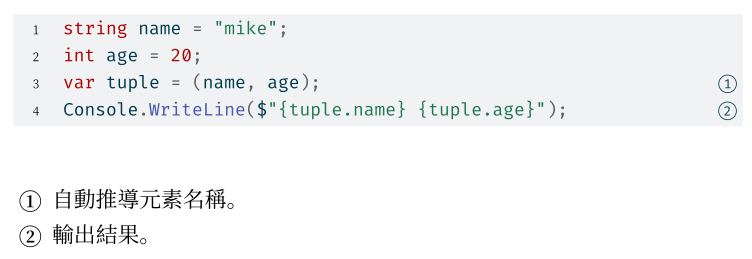 1 string name = "mike";
2 int age = 20;
3 var tuple = (name, age); ①
4 Console.WriteLine($"{tuple.name} {tuple.age}"); ②
① 自動推導元素名稱。
② 輸出結果。